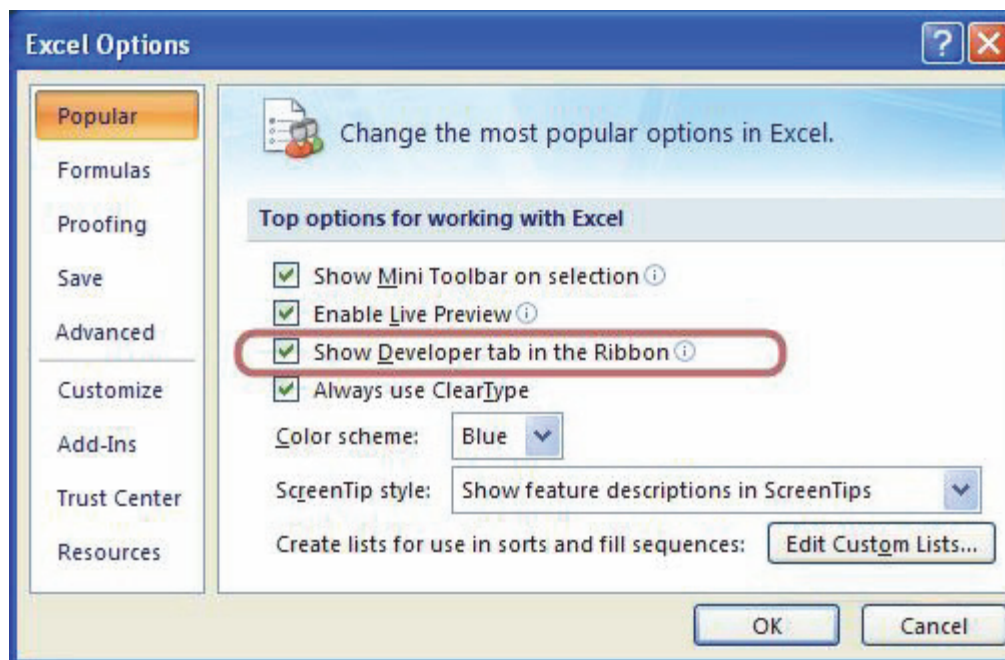 Excel Options
Popular
Formulas
Proofing
Save
Advanced
Customize
Add-Ins
Trust Center
Resources
Change the most popular options in Excel.
Top options for working with Excel
Show Mini Toolbar on selection
Enable Live Preview
Show Developer tab in the Ribbon
Always use ClearType
Color scheme: Blue
ScreenTip style: Show feature descriptions in ScreenTips
Create lists for use in sorts and fill sequences: Edit Custom Lists...
OK Cancel